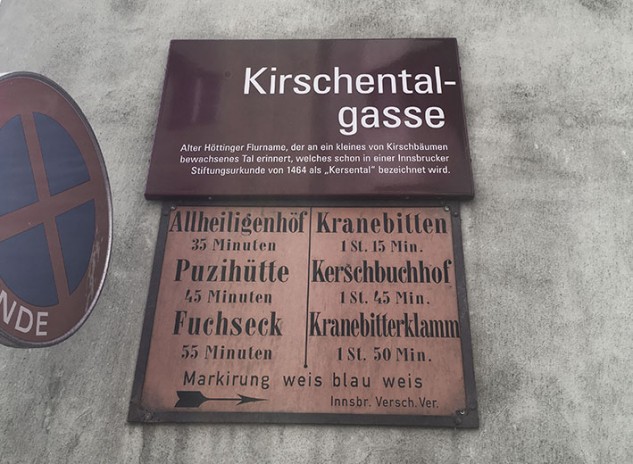 Kirschental-
gasse
Alter Höttinger Flurname, der an ein kleines von Kirschbäumen
bewachsenes Tal erinnert, welches schon in einer Innsbrucker
Stiftungsurkunde von 1464 als „Kersental“ bezeichnet wird.
Allheiligenhöf
35 Minuten
Puzihütte
45 Minuten
Fuchseck
55 Minuten
Kranebitten
1 St. 15 Min.
Kerschbuchhof
1 St. 45 Min.
Kranebitterklamm
1 St. 50 Min.
Markirung weis blau weis
Innsbr. Versch. Ver.
NDE